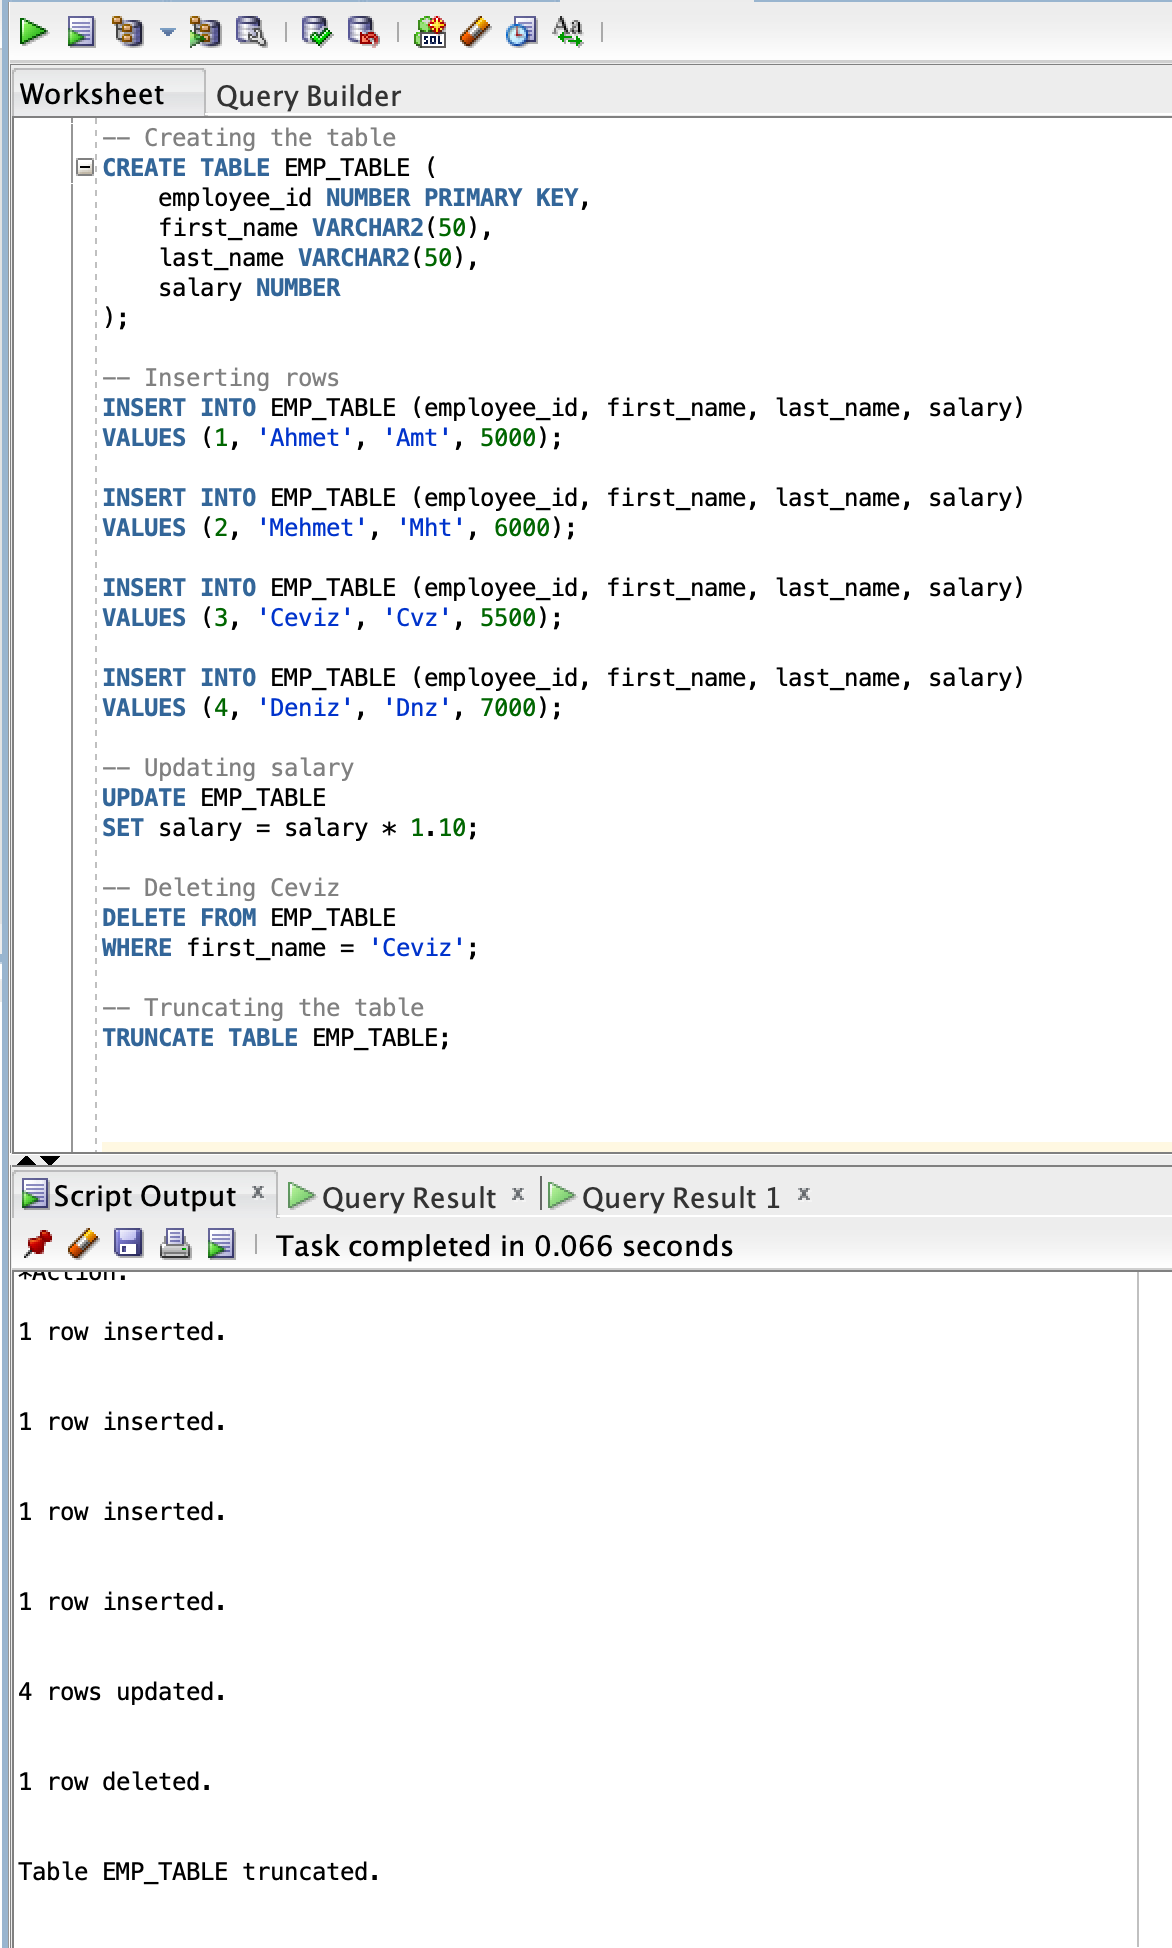 SQL
Aa
Worksheet
Query Builder
-- Creating the table
CREATE TABLE EMP_TABLE (
    employee_id NUMBER PRIMARY KEY,
    first_name VARCHAR2(50),
    last_name VARCHAR2(50),
    salary NUMBER
);
-- Inserting rows
INSERT INTO EMP_TABLE (employee_id, first_name, last_name, salary)
VALUES (1, 'Ahmet', 'Amt', 5000);
INSERT INTO EMP_TABLE (employee_id, first_name, last_name, salary)
VALUES (2, 'Mehmet', 'Mht', 6000);
INSERT INTO EMP_TABLE (employee_id, first_name, last_name, salary)
VALUES (3, 'Ceviz', 'Cvz', 5500);
INSERT INTO EMP_TABLE (employee_id, first_name, last_name, salary)
VALUES (4, 'Deniz', 'Dnz', 7000);
-- Updating salary
UPDATE EMP_TABLE
SET salary = salary * 1.10;
-- Deleting Ceviz
DELETE FROM EMP_TABLE
WHERE first_name = 'Ceviz';
-- Truncating the table
TRUNCATE TABLE EMP_TABLE;
Script Output x
Query Result x
Query Result 1 x
Task completed in 0.066 seconds
*Action:
1 row inserted.
1 row inserted.
1 row inserted.
1 row inserted.
4 rows updated.
1 row deleted.
Table EMP_TABLE truncated.